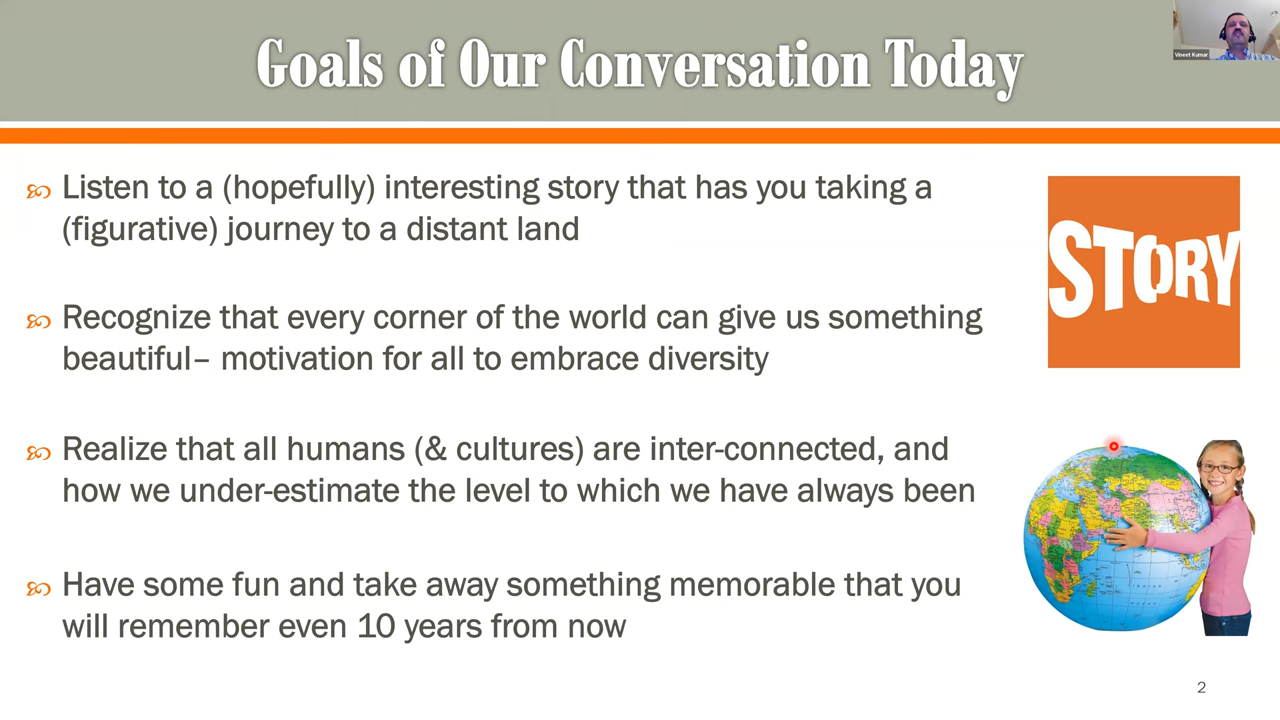 Goals of Our Conversation Today
Vineet Kumar
Listen to a (hopefully) interesting story that has you taking a
(figurative) journey to a distant land
Recognize that every corner of the world can give us something
beautiful– motivation for all to embrace diversity
Realize that all humans (& cultures) are inter-connected, and
how we under-estimate the level to which we have always been
Have some fun and take away something memorable that you
will remember even 10 years from now
STORY
2